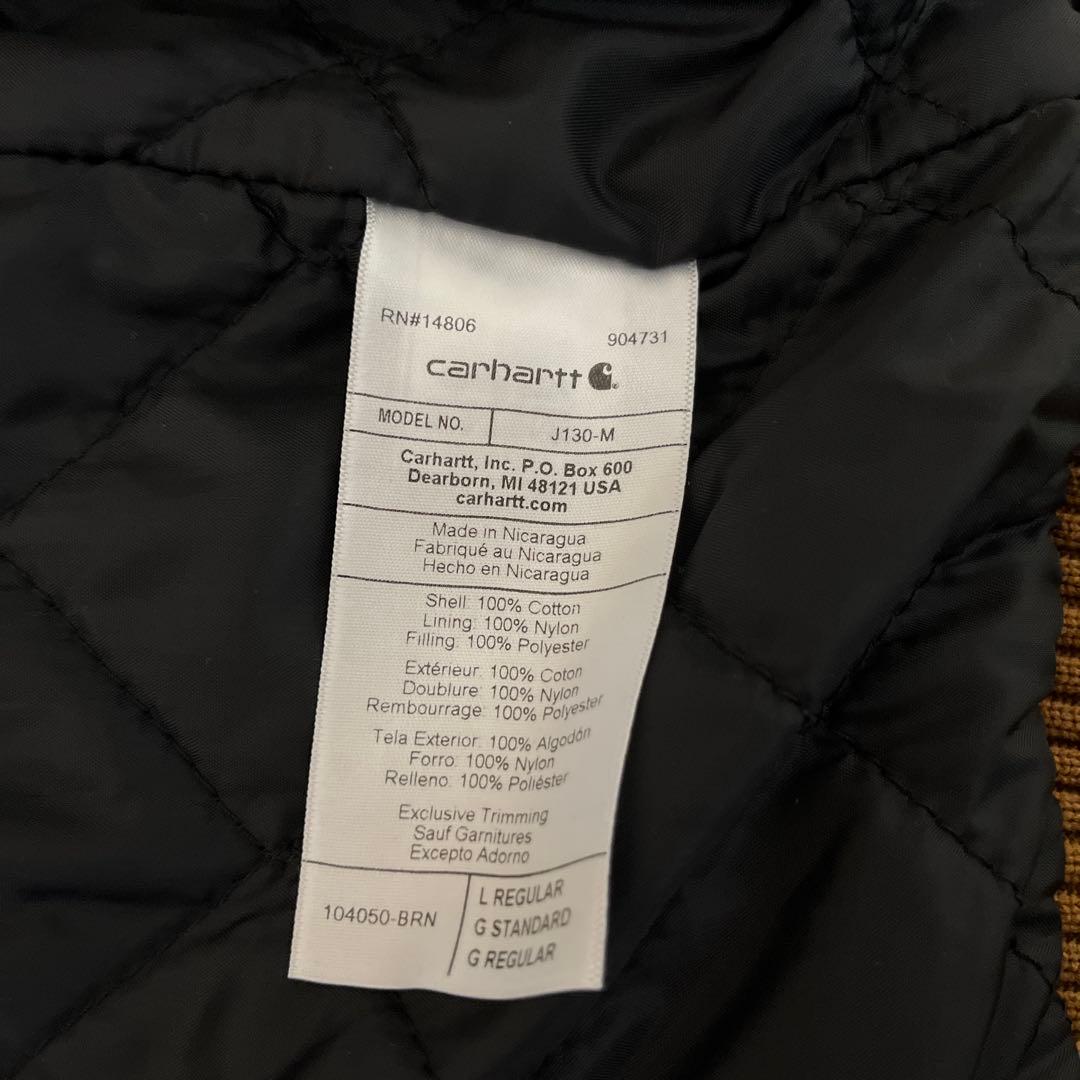 RN#14806
904731
carhartt
MODEL NO. J130-M
Carhartt, Inc. P.O. Box 600
Dearborn, MI 48121 USA
carhartt.com
Made in Nicaragua
Fabriqué au Nicaragua
Hecho en Nicaragua
Shell: 100% Cotton
Lining: 100% Nylon
Filling: 100% Polyester
Extérieur: 100% Coton
Doublure: 100% Nylon
Rembourrage: 100% Polyester
Tela Exterior: 100% Algodón
Forro: 100% Nylon
Relleno: 100% Poliéster
Exclusive Trimming
Sauf Garnitures
Excepto Adorno
104050-BRN
L REGULAR
G STANDARD
G REGULAR